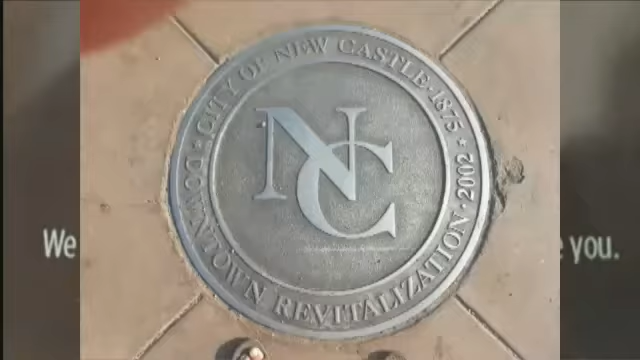 CITY OF NEW CASTLE · 1875
NC
DOWNTOWN REVITALIZATION · 2002
We
you.